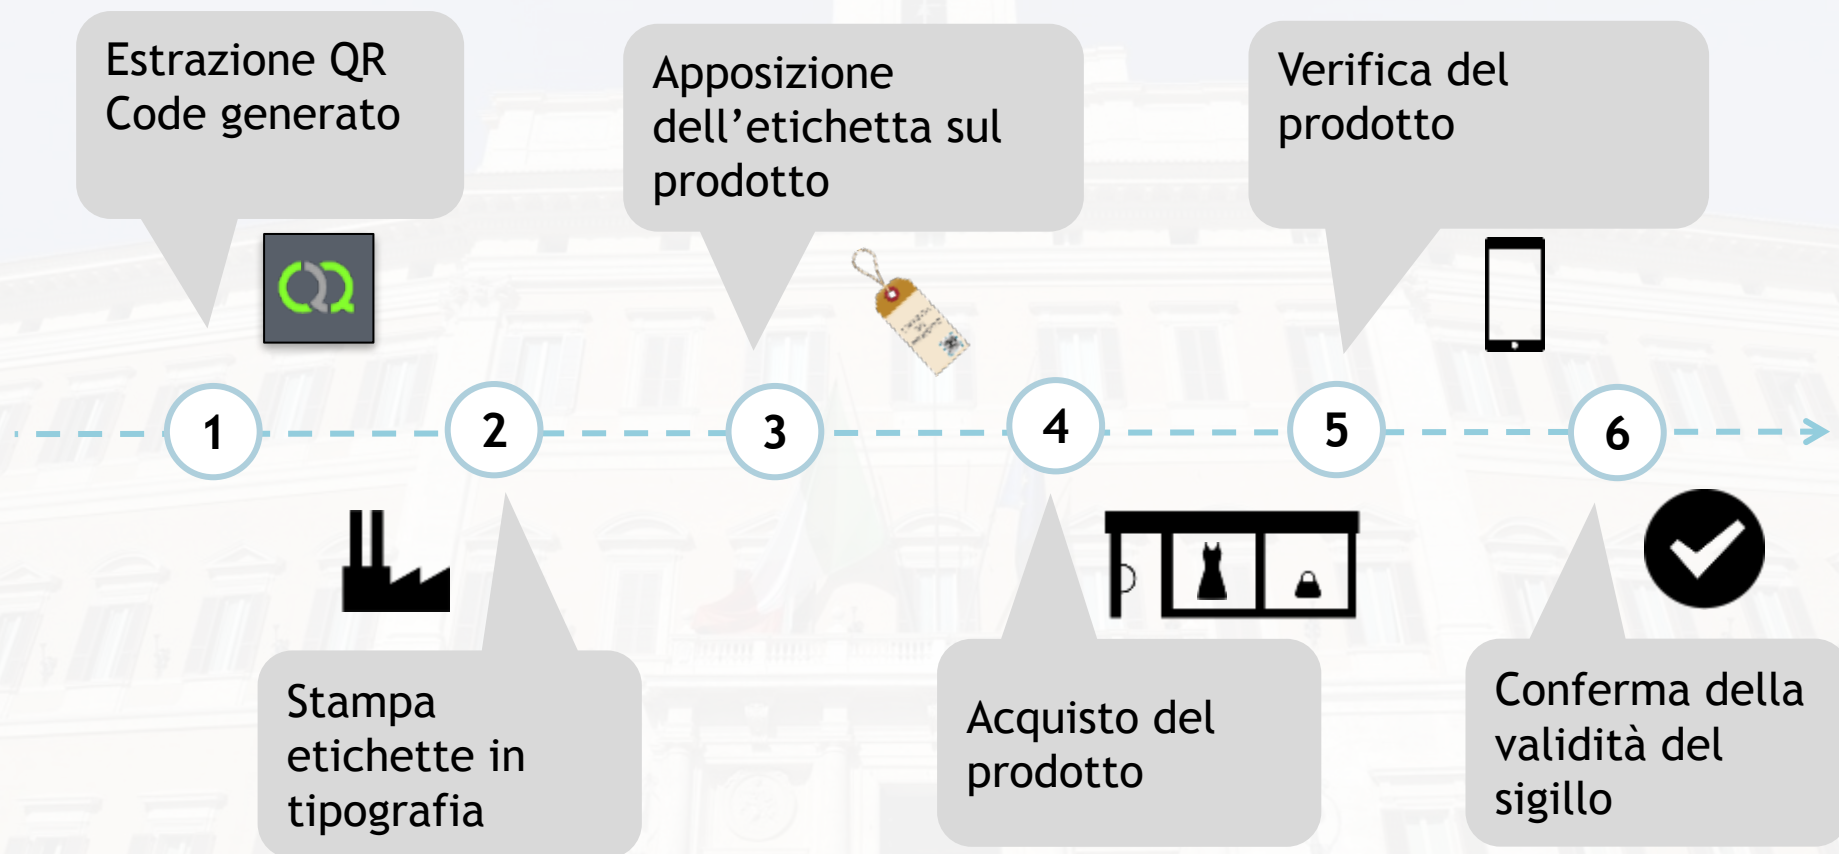 Estrazione QR
Code generato
Apposizione
dell’etichetta sul
prodotto
Verifica del
prodotto
1
2
3
4
5
6
Stampa
etichette in
tipografia
Acquisto del
prodotto
Conferma della
validità del
sigillo